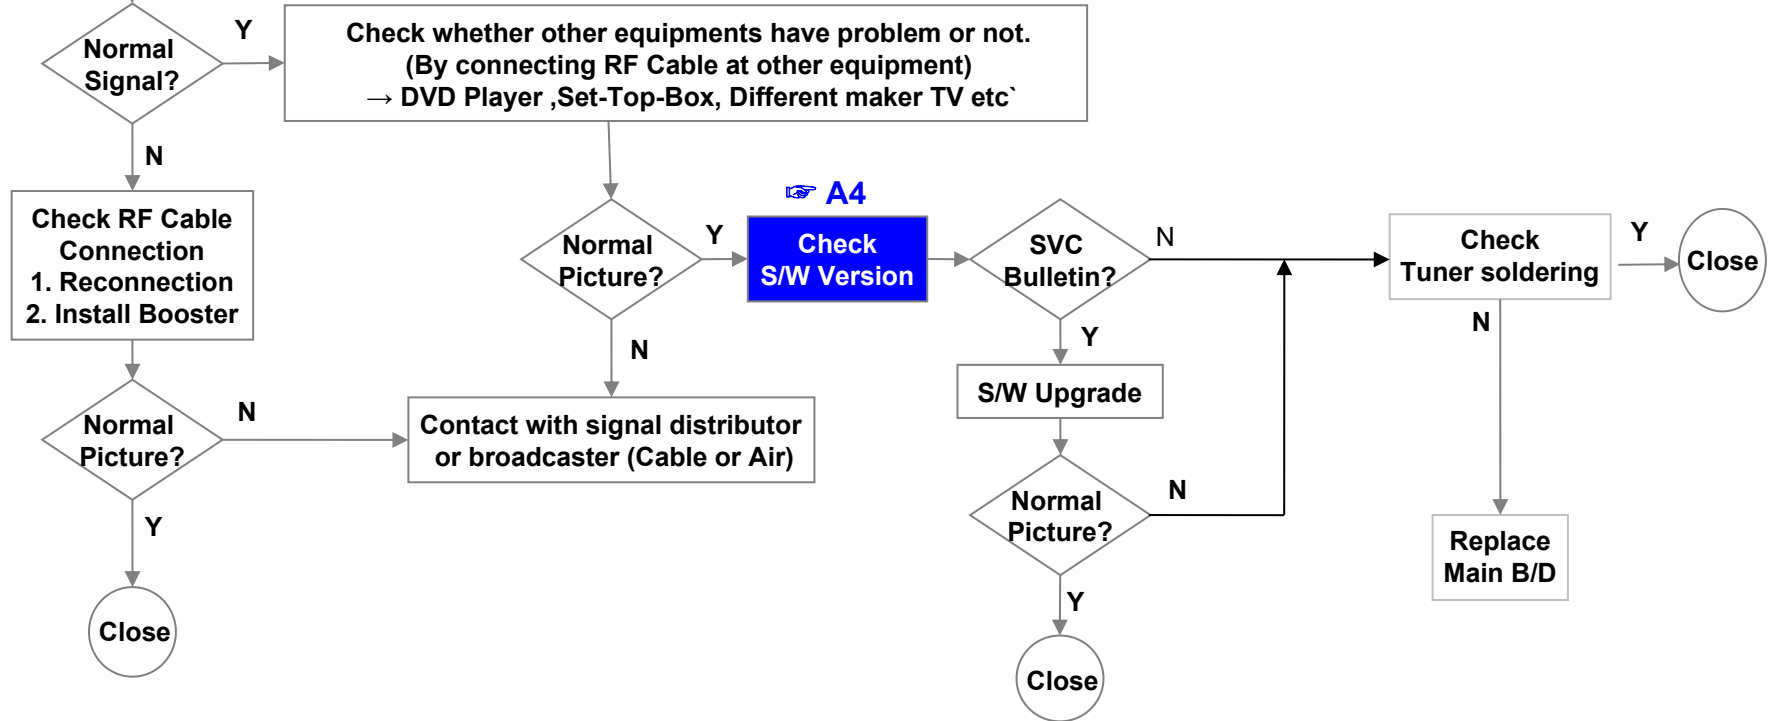 Normal
Signal?
Y
Check whether other equipments have problem or not.
(By connecting RF Cable at other equipment)
→ DVD Player ,Set-Top-Box, Different maker TV etc`
N
Check RF Cable
Connection
1. Reconnection
2. Install Booster
Normal
Picture?
N
Y
Close
Normal
Picture?
Y
N
Contact with signal distributor
or broadcaster (Cable or Air)
☞ A4
Check
S/W Version
SVC
Bulletin?
N
Y
S/W Upgrade
Normal
Picture?
N
Y
Close
Check
Tuner soldering
Y
Close
N
Replace
Main B/D